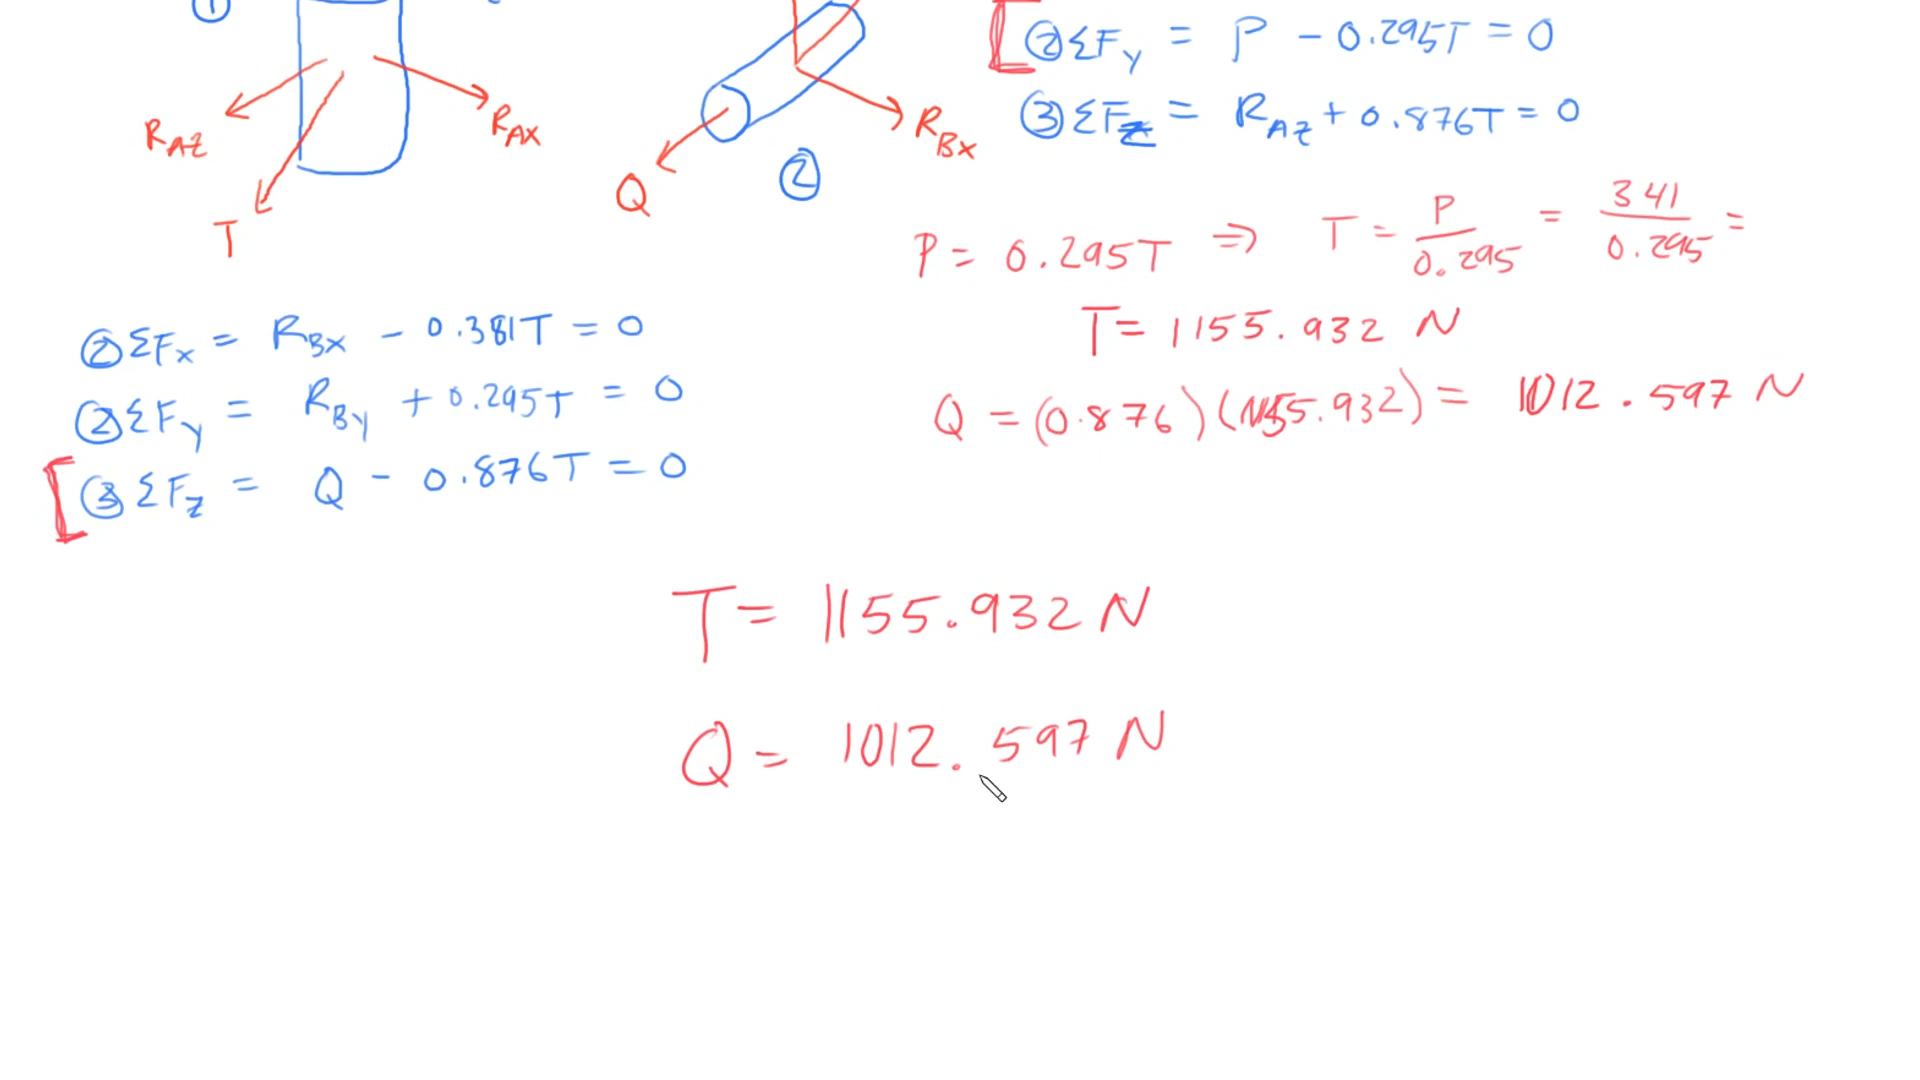 ①
R_AZ
R_AX
T
Q
②
R_BX
② ΣF_Y = P - 0.295T = 0
③ ΣF_Z = R_AZ + 0.876T = 0
P = 0.295T ⇒ T = P/0.295 = 341/0.295 =
T = 1155.932 N
Q = (0.876)(1155.932) = 1012.597 N
② ΣF_X = R_BX - 0.381T = 0
② ΣF_Y = R_BY + 0.295T = 0
③ ΣF_Z = Q - 0.876T = 0
T = 1155.932 N
Q = 1012.597 N